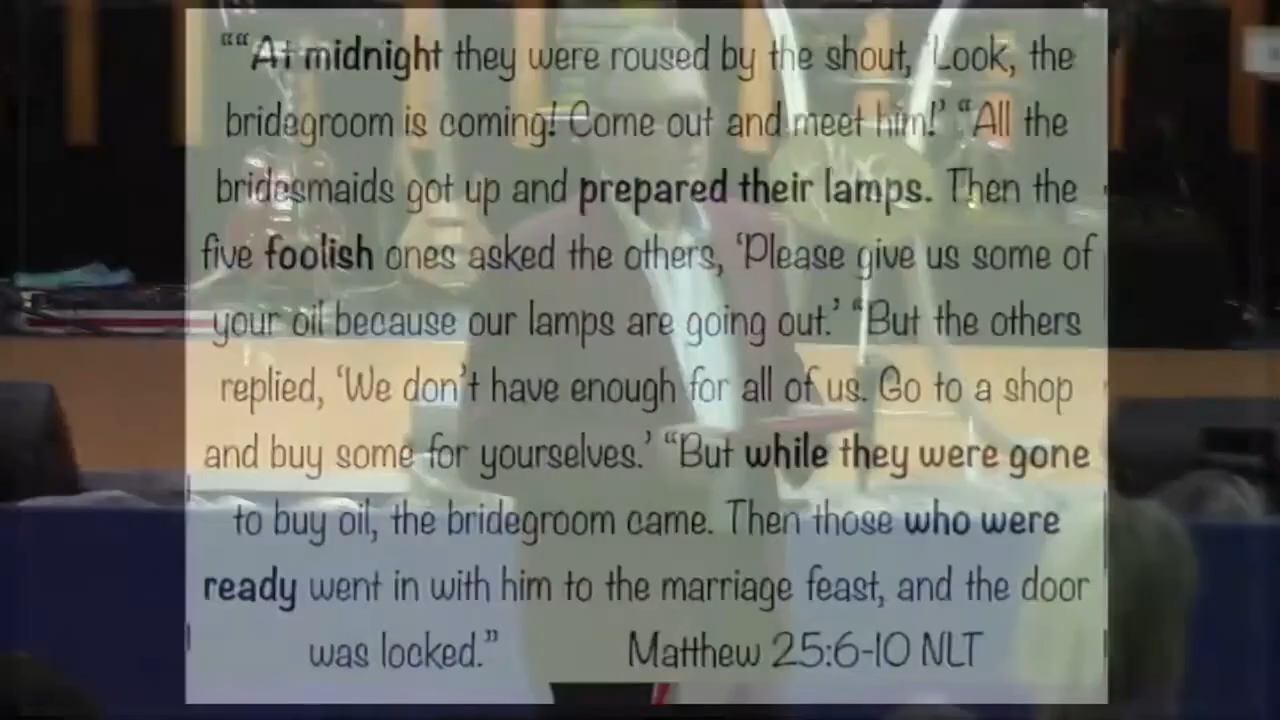 ““At midnight they were roused by the shout, ‘Look, the
bridegroom is coming! Come out and meet him!’ “All the
bridesmaids got up and prepared their lamps. Then the
five foolish ones asked the others, ‘Please give us some of
your oil because our lamps are going out.’ “But the others
replied, ‘We don’t have enough for all of us. Go to a shop
and buy some for yourselves.’ “But while they were gone
to buy oil, the bridegroom came. Then those who were
ready went in with him to the marriage feast, and the door
was locked.” Matthew 25:6-10 NLT